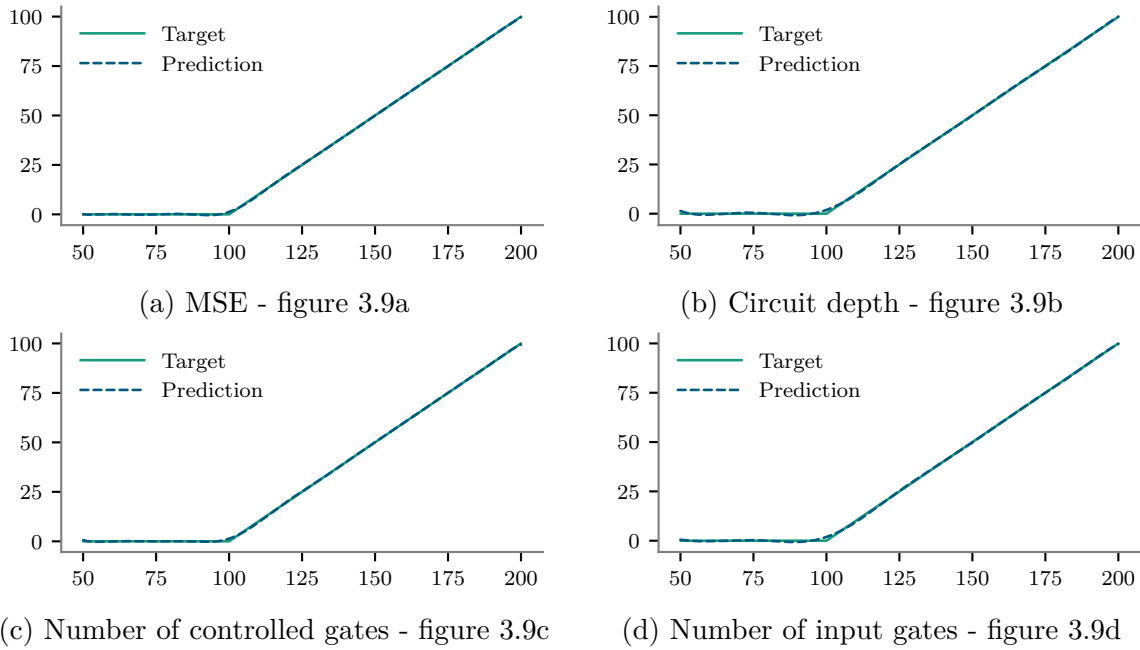 100
75
50
25
0
Target
Prediction
50 75 100 125 150 175 200
(a) MSE - figure 3.9a
100
75
50
25
0
Target
Prediction
50 75 100 125 150 175 200
(b) Circuit depth - figure 3.9b
100
75
50
25
0
Target
Prediction
50 75 100 125 150 175 200
(c) Number of controlled gates - figure 3.9c
100
75
50
25
0
Target
Prediction
50 75 100 125 150 175 200
(d) Number of input gates - figure 3.9d